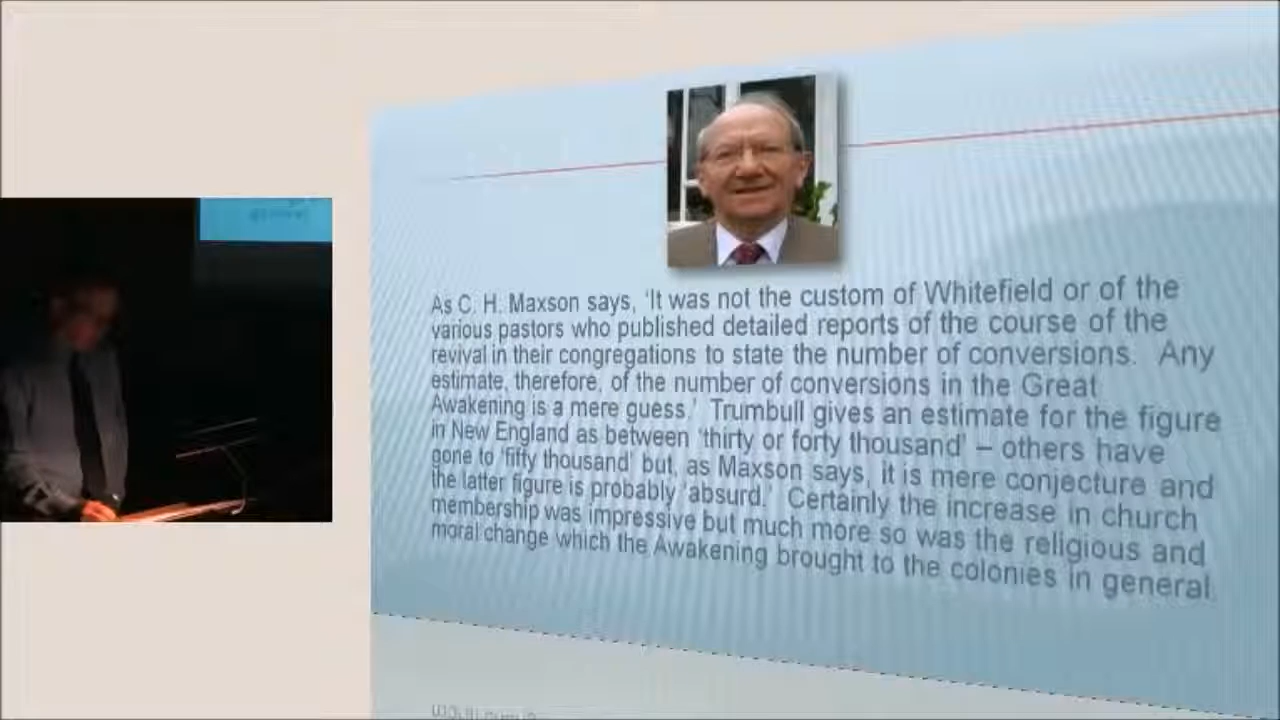 As C. H. Maxson says, 'It was not the custom of Whitefield or of the
various pastors who published detailed reports of the course of the
revival in their congregations to state the number of conversions. Any
estimate, therefore, of the number of conversions in the Great
Awakening is a mere guess.' Trumbull gives an estimate for the figure
in New England as between 'thirty or forty thousand' – others have
gone to 'fifty thousand' but, as Maxson says, it is mere conjecture and
the latter figure is probably 'absurd.' Certainly the increase in church
membership was impressive but much more so was the religious and
moral change which the Awakening brought to the colonies in general